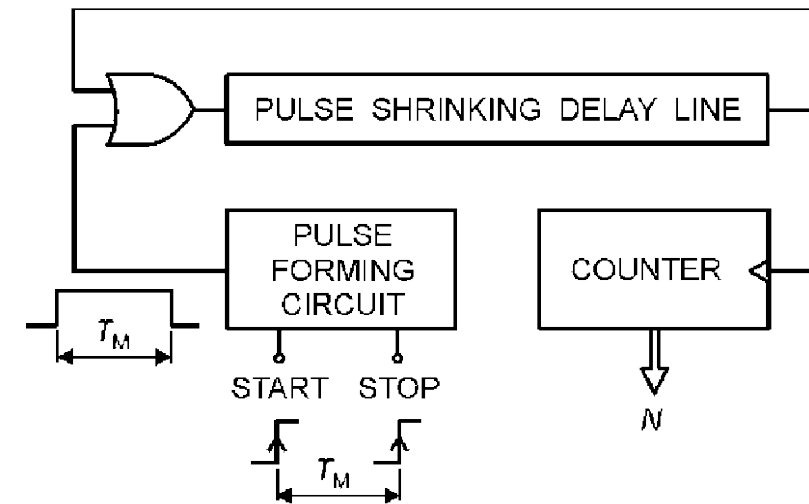 PULSE SHRINKING DELAY LINE
PULSE
FORMING
CIRCUIT
COUNTER
T_M
START STOP
N
T_M